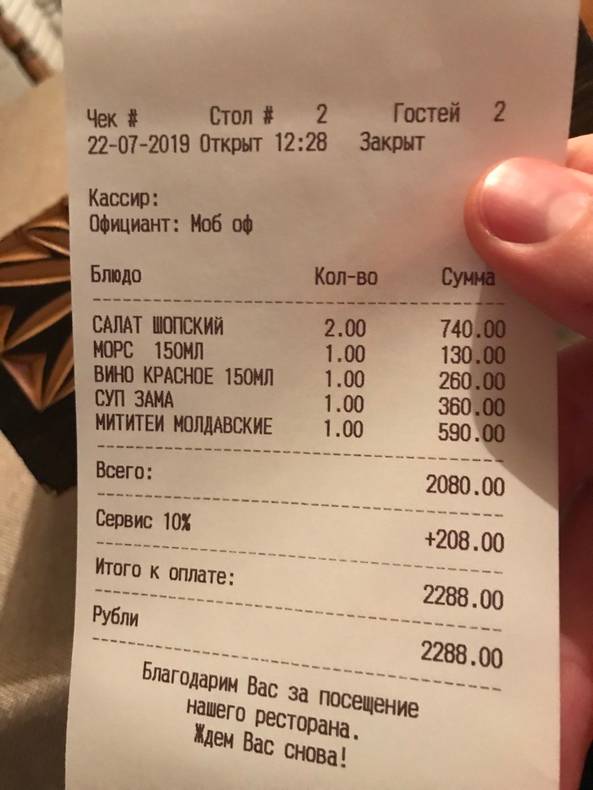 Чек # Стол # 2 Гостей 2
22-07-2019 Открыт 12:28 Закрыт
Кассир:
Официант: Моб оф
Блюдо Кол-во Сумма
САЛАТ ШОПСКИЙ 2.00 740.00
МОРС 150МЛ 1.00 130.00
ВИНО КРАСНОЕ 150МЛ 1.00 260.00
СУП ЗАМА 1.00 360.00
МИТИТЕИ МОЛДАВСКИЕ 1.00 590.00
Всего: 2080.00
Сервис 10% +208.00
Итого к оплате: 2288.00
Рубли 2288.00
Благодарим Вас за посещение
нашего ресторана.
Ждем Вас снова!